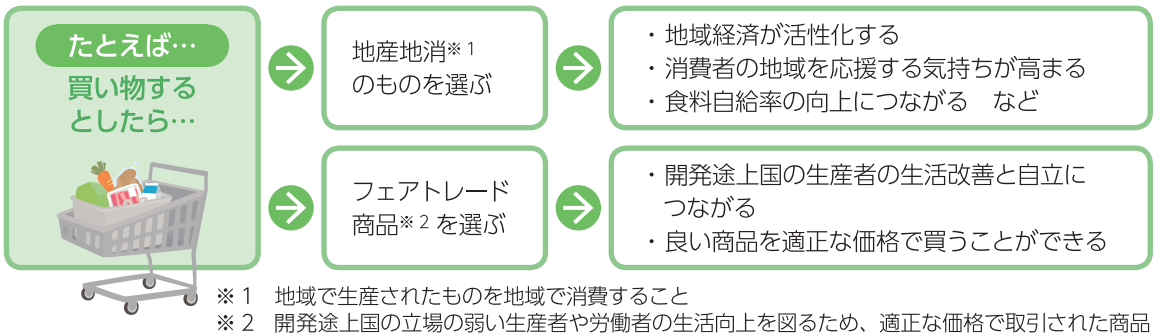 たとえば…
買い物する
としたら…
地産地消※1
のものを選ぶ
・地域経済が活性化する
・消費者の地域を応援する気持ちが高まる
・食料自給率の向上につながる　など
フェアトレード
商品※2を選ぶ
・開発途上国の生産者の生活改善と自立に
つながる
・良い商品を適正な価格で買うことができる
※1　地域で生産されたものを地域で消費すること
※2　開発途上国の立場の弱い生産者や労働者の生活向上を図るため、適正な価格で取引された商品